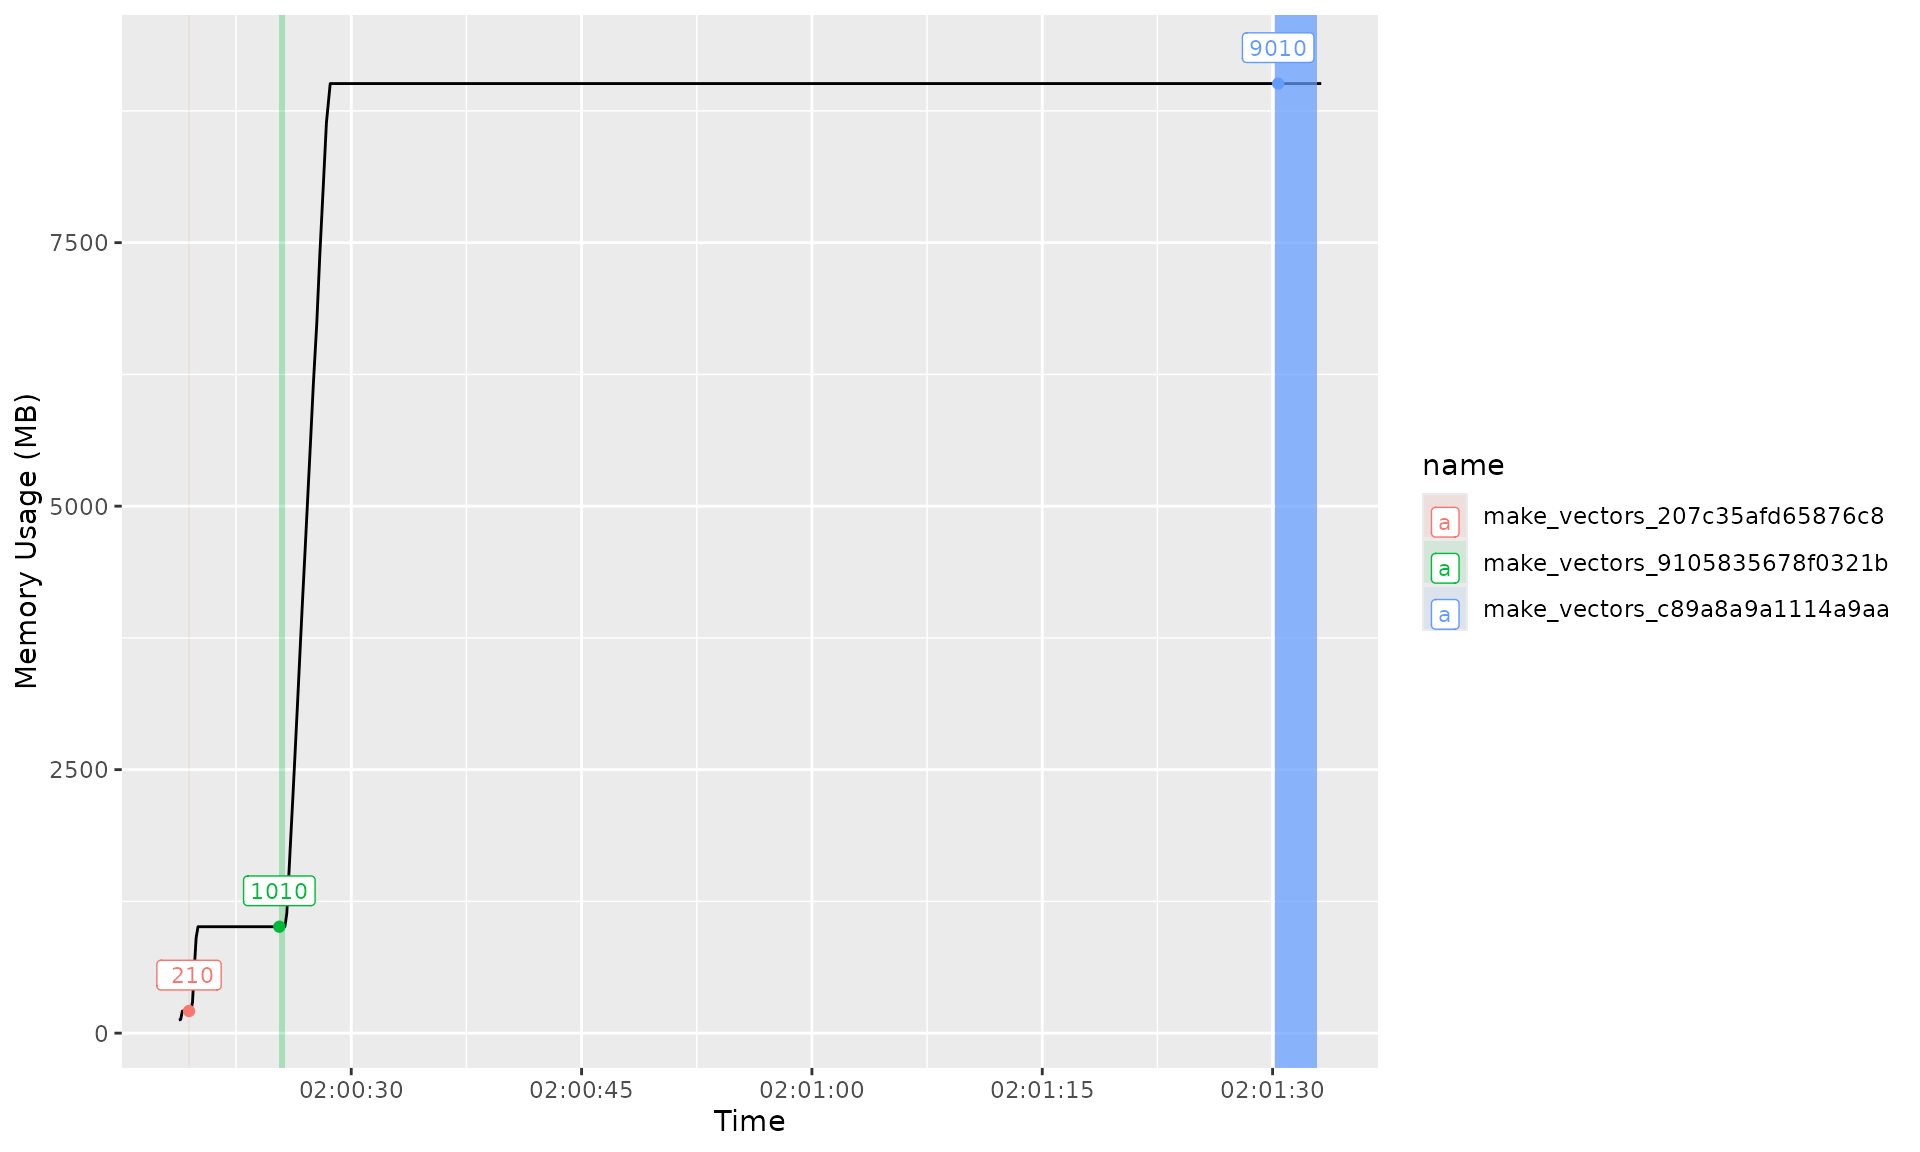 9010
7500
5000
2500
0
1010
210
Memory Usage (MB)
02:00:30 02:00:45 02:01:00 02:01:15 02:01:30
Time
name
a make_vectors_207c35afd65876c8
a make_vectors_9105835678f0321b
a make_vectors_c89a8a9a1114a9aa